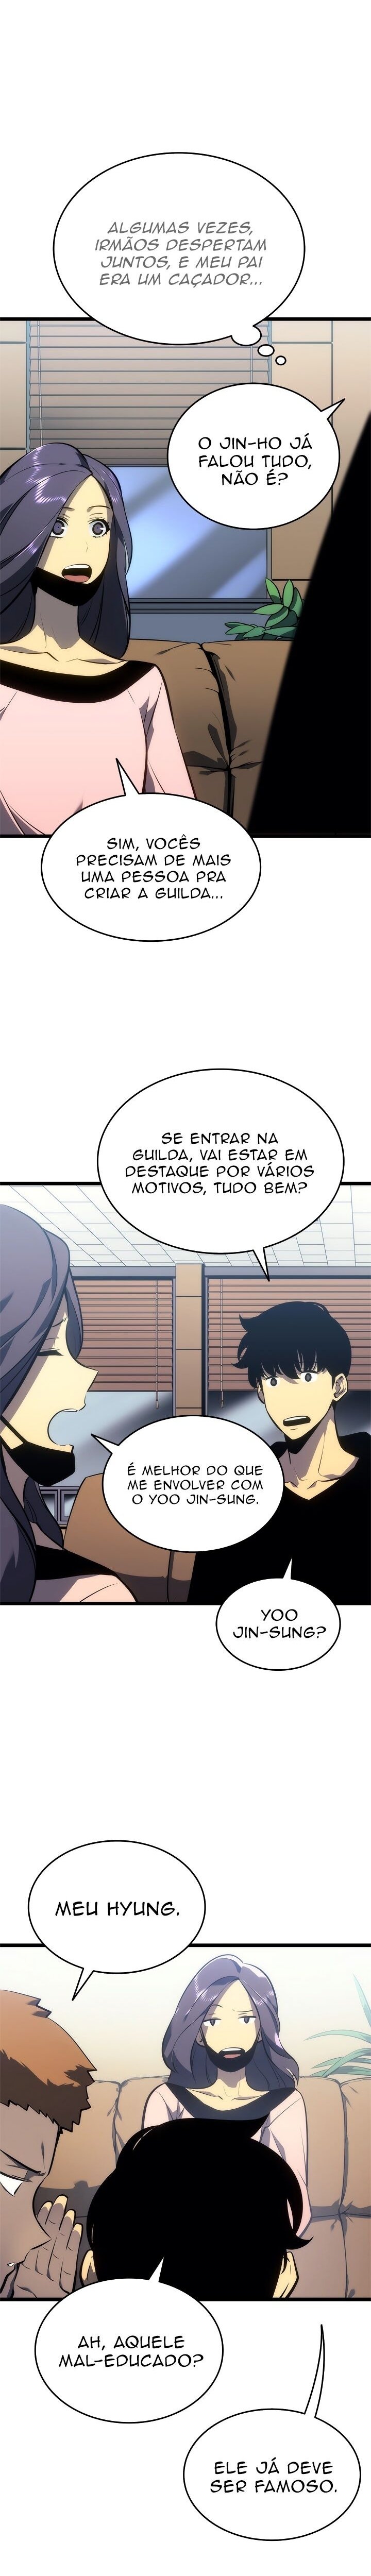 ALGUMAS VEZES,
IRMÃOS DESPERTAM
JUNTOS, E MEU PAI
ERA UM CAÇADOR...
O JIN-HO JÁ
FALOU TUDO,
NÃO É?
SIM, VOCÊS
PRECISAM DE MAIS
UMA PESSOA PRA
CRIAR A GUILDA...
SE ENTRAR NA
GUILDA, VAI ESTAR EM
DESTAQUE POR VÁRIOS
MOTIVOS, TUDO BEM?
É MELHOR DO QUE
ME ENVOLVER COM
O YOO JIN-SUNG.
YOO
JIN-SUNG?
MEU HYUNG.
AH, AQUELE
MAL-EDUCADO?
ELE JÁ DEVE
SER FAMOSO.